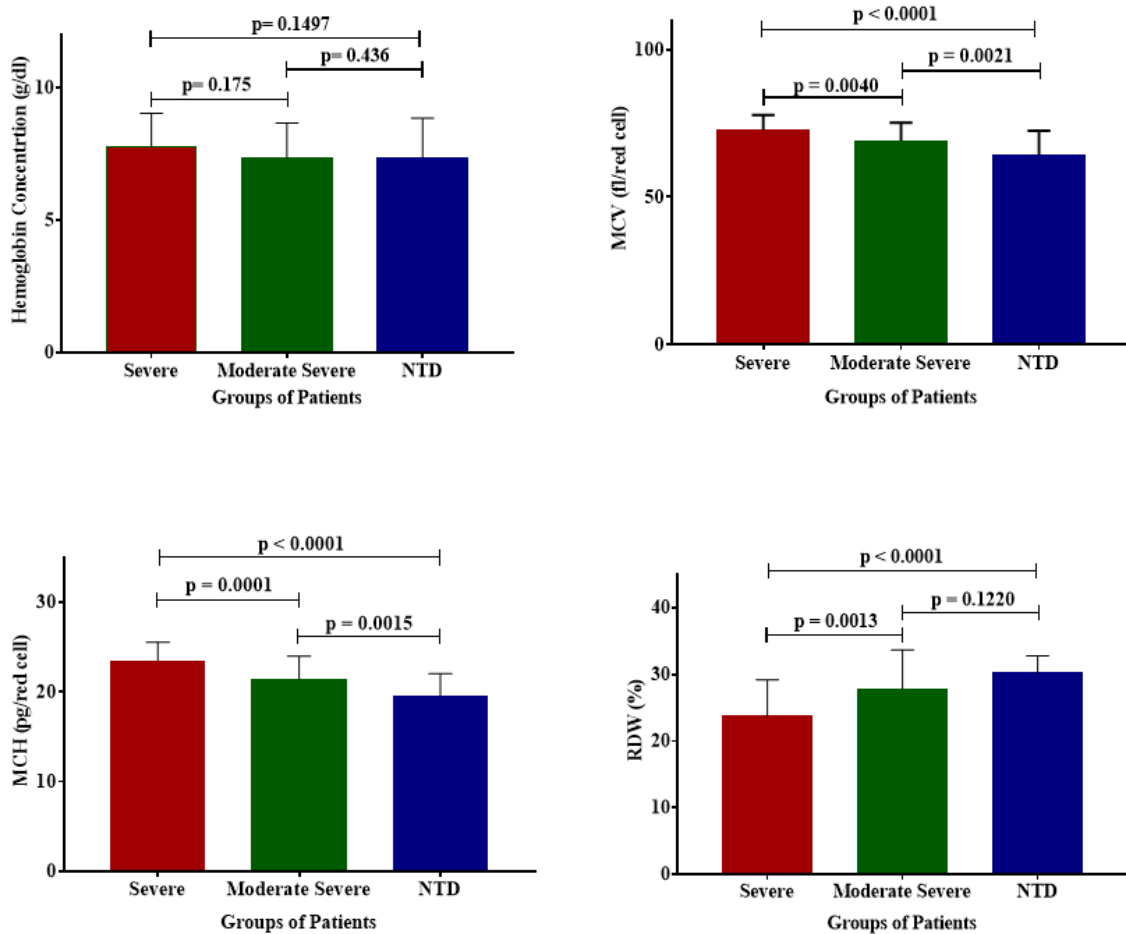 p= 0.1497
p= 0.436
p= 0.175
Hemoglobin Concentrtion (g/dl)
10
5
0
Severe
Moderate Severe
NTD
Groups of Patients
p < 0.0001
p = 0.0021
p = 0.0040
MCV (fl/red cell)
100
50
0
Severe
Moderate Severe
NTD
Groups of Patients
p < 0.0001
p = 0.0001
p = 0.0015
MCH (pg/red cell)
30
20
10
0
Severe
Moderate Severe
NTD
Groups of Patients
p < 0.0001
p = 0.1220
p = 0.0013
RDW (%)
40
30
20
10
0
Severe
Moderate Severe
NTD
Groups of Patients